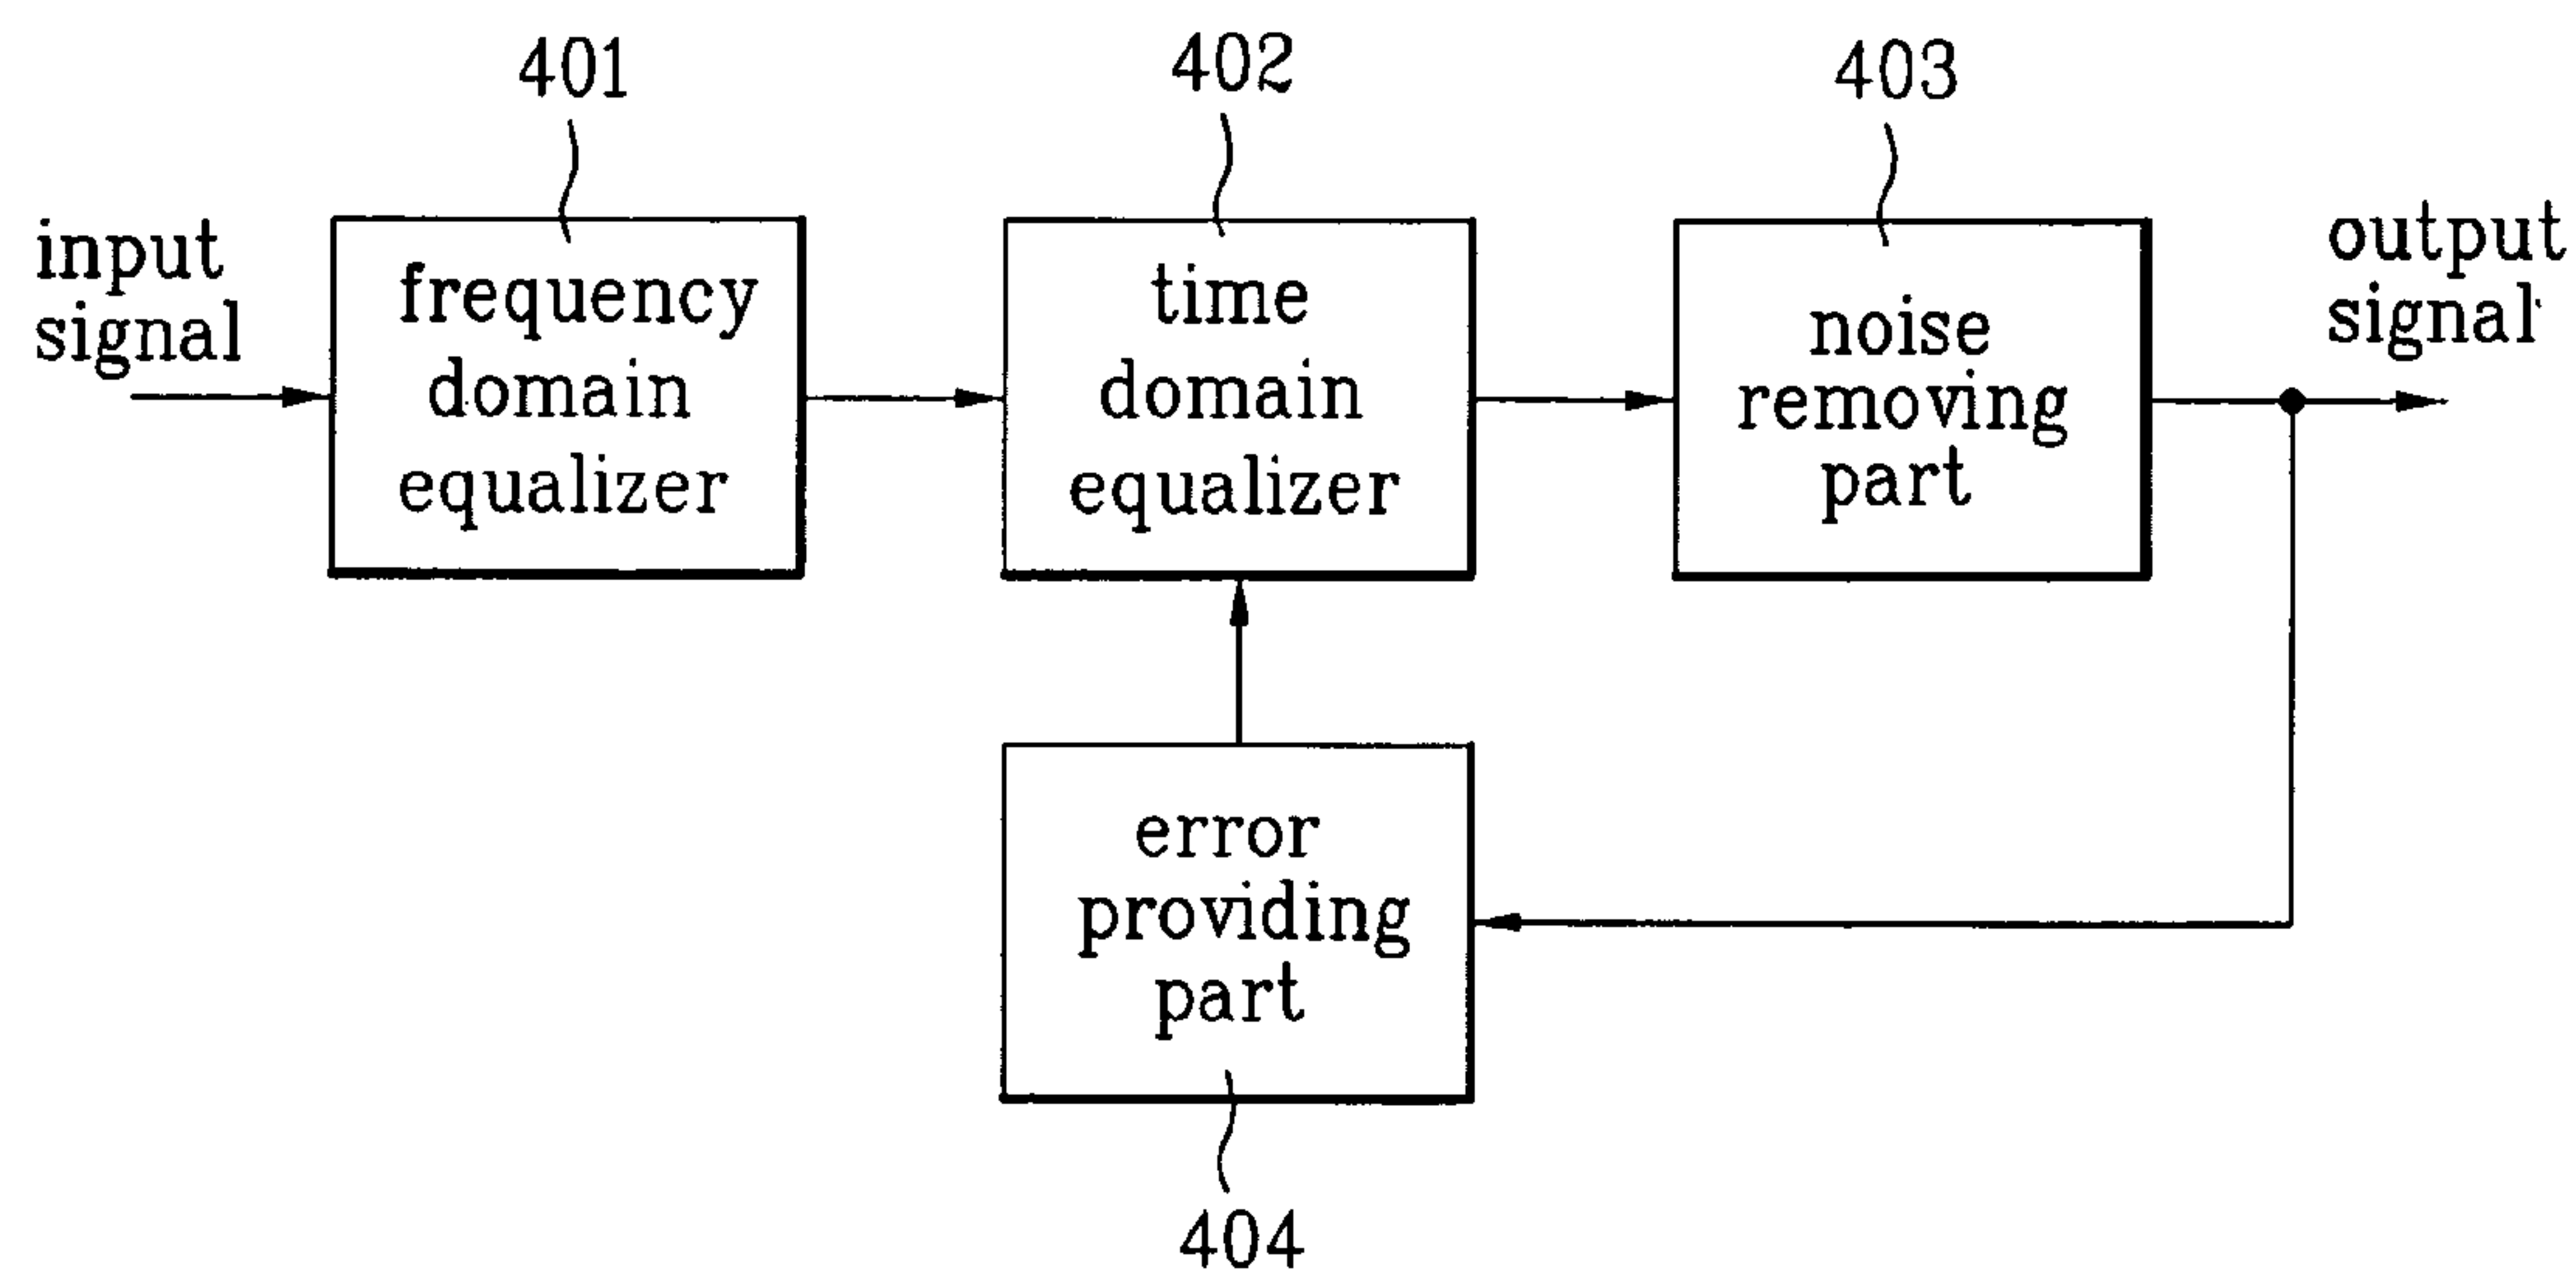 401
402
403
input
signal
frequency
domain
equalizer
time
domain
equalizer
noise
removing
part
output
signal
error
providing
part
404